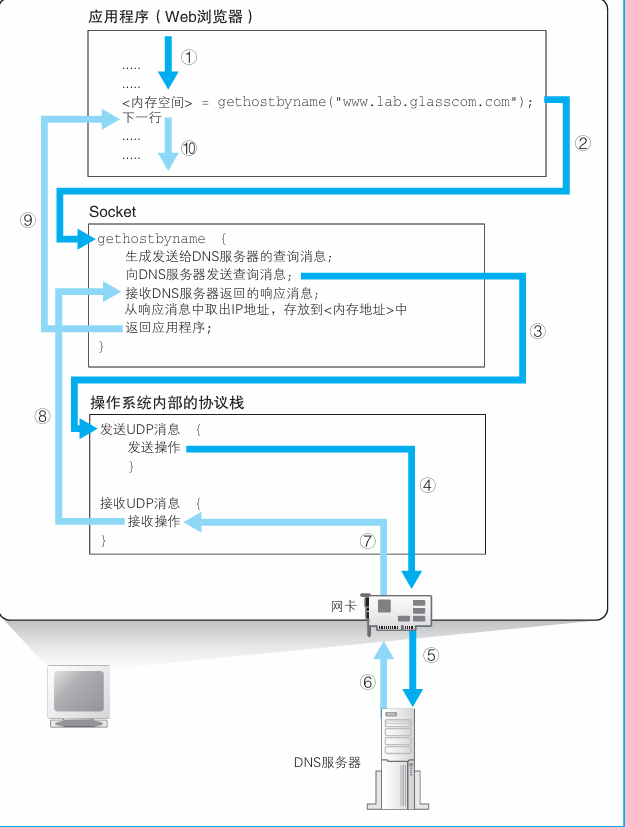 应用程序（Web浏览器）
①
.....
.....
<内存空间> = gethostbyname("www.lab.glasscom.com");
下一行
.....
.....
⑩
②
⑨
Socket
gethostbyname {
生成发送给DNS服务器的查询消息;
向DNS服务器发送查询消息;
接收DNS服务器返回的响应消息;
从响应消息中取出IP地址，存放到<内存地址>中
返回应用程序;
}
③
⑧
操作系统内部的协议栈
发送UDP消息 {
发送操作
}
④
接收UDP消息 {
接收操作
}
⑦
网卡
⑤
⑥
DNS服务器